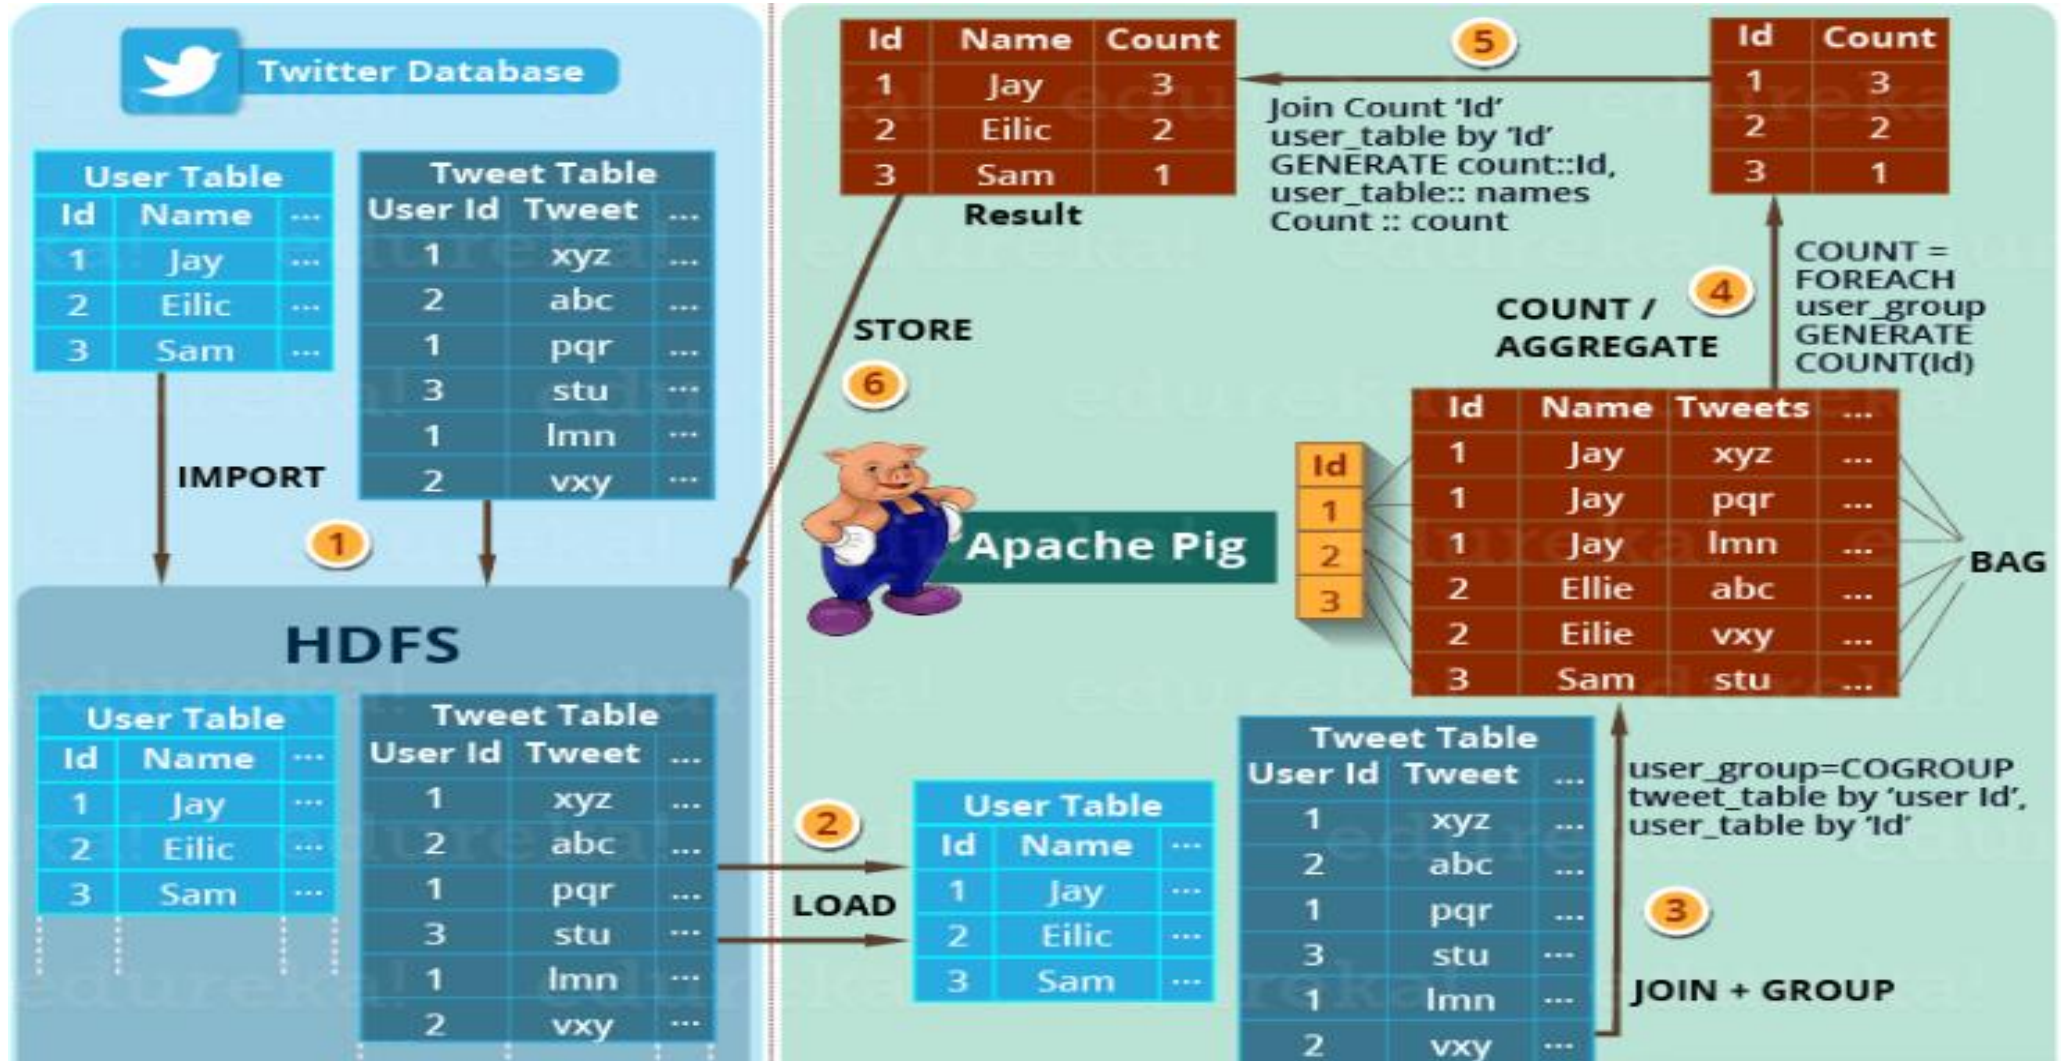 Twitter Database
User Table
Id Name ...
1 Jay ...
2 Eilic ...
3 Sam ...
Tweet Table
User Id Tweet ...
1 xyz ...
2 abc ...
1 pqr ...
3 stu ...
1 lmn ...
2 vxy ...
IMPORT
1
HDFS
User Table
Id Name ...
1 Jay ...
2 Eilic ...
3 Sam ...
Tweet Table
User Id Tweet ...
1 xyz ...
2 abc ...
1 pqr ...
3 stu ...
1 lmn ...
2 vxy ...
2
LOAD
User Table
Id Name ...
1 Jay ...
2 Eilic ...
3 Sam ...
Tweet Table
User Id Tweet ...
1 xyz ...
2 abc ...
1 pqr ...
3 stu ...
1 lmn ...
2 vxy ...
user_group=COGROUP
tweet_table by ‘user Id’,
user_table by ‘Id’
3
JOIN + GROUP
Id
1
2
3
Id Name Tweets ...
1 Jay xyz ...
1 Jay pqr ...
1 Jay lmn ...
2 Ellie abc ...
2 Eilie vxy ...
3 Sam stu ...
BAG
COUNT /
AGGREGATE
4
COUNT =
FOREACH
user_group
GENERATE
COUNT(Id)
Id Count
1 3
2 2
3 1
5
Join Count ‘Id’
user_table by ‘Id’
GENERATE count::Id,
user_table:: names
Count :: count
Id Name Count
1 Jay 3
2 Eilic 2
3 Sam 1
Result
STORE
6
Apache Pig
edureka!